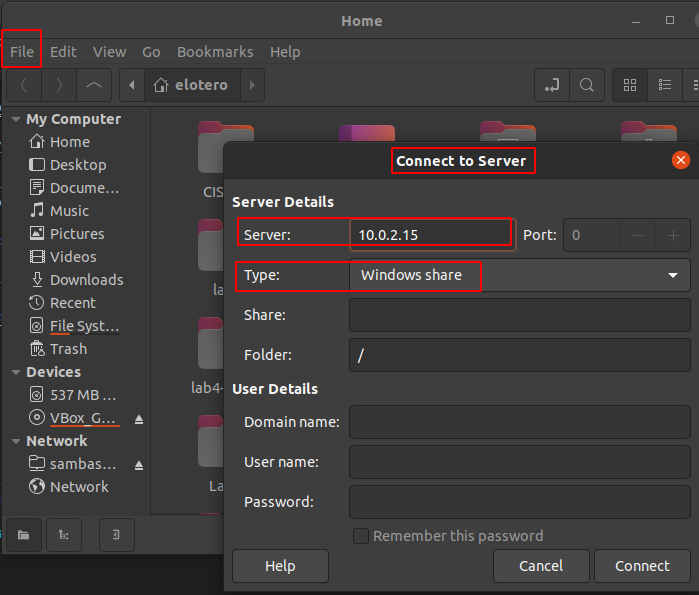 Home
File Edit View Go Bookmarks Help
elotero
My Computer
Home
Desktop
Docume...
Music
Pictures
Videos
Downloads
Recent
File Syst...
Trash
Devices
537 MB ...
VBox_G...
Network
sambas...
Network
CIS
la
lab4-
La
Connect to Server
Server Details
Server: 10.0.2.15 Port: 0
Type: Windows share
Share:
Folder: /
User Details
Domain name:
User name:
Password:
Remember this password
Help Cancel Connect